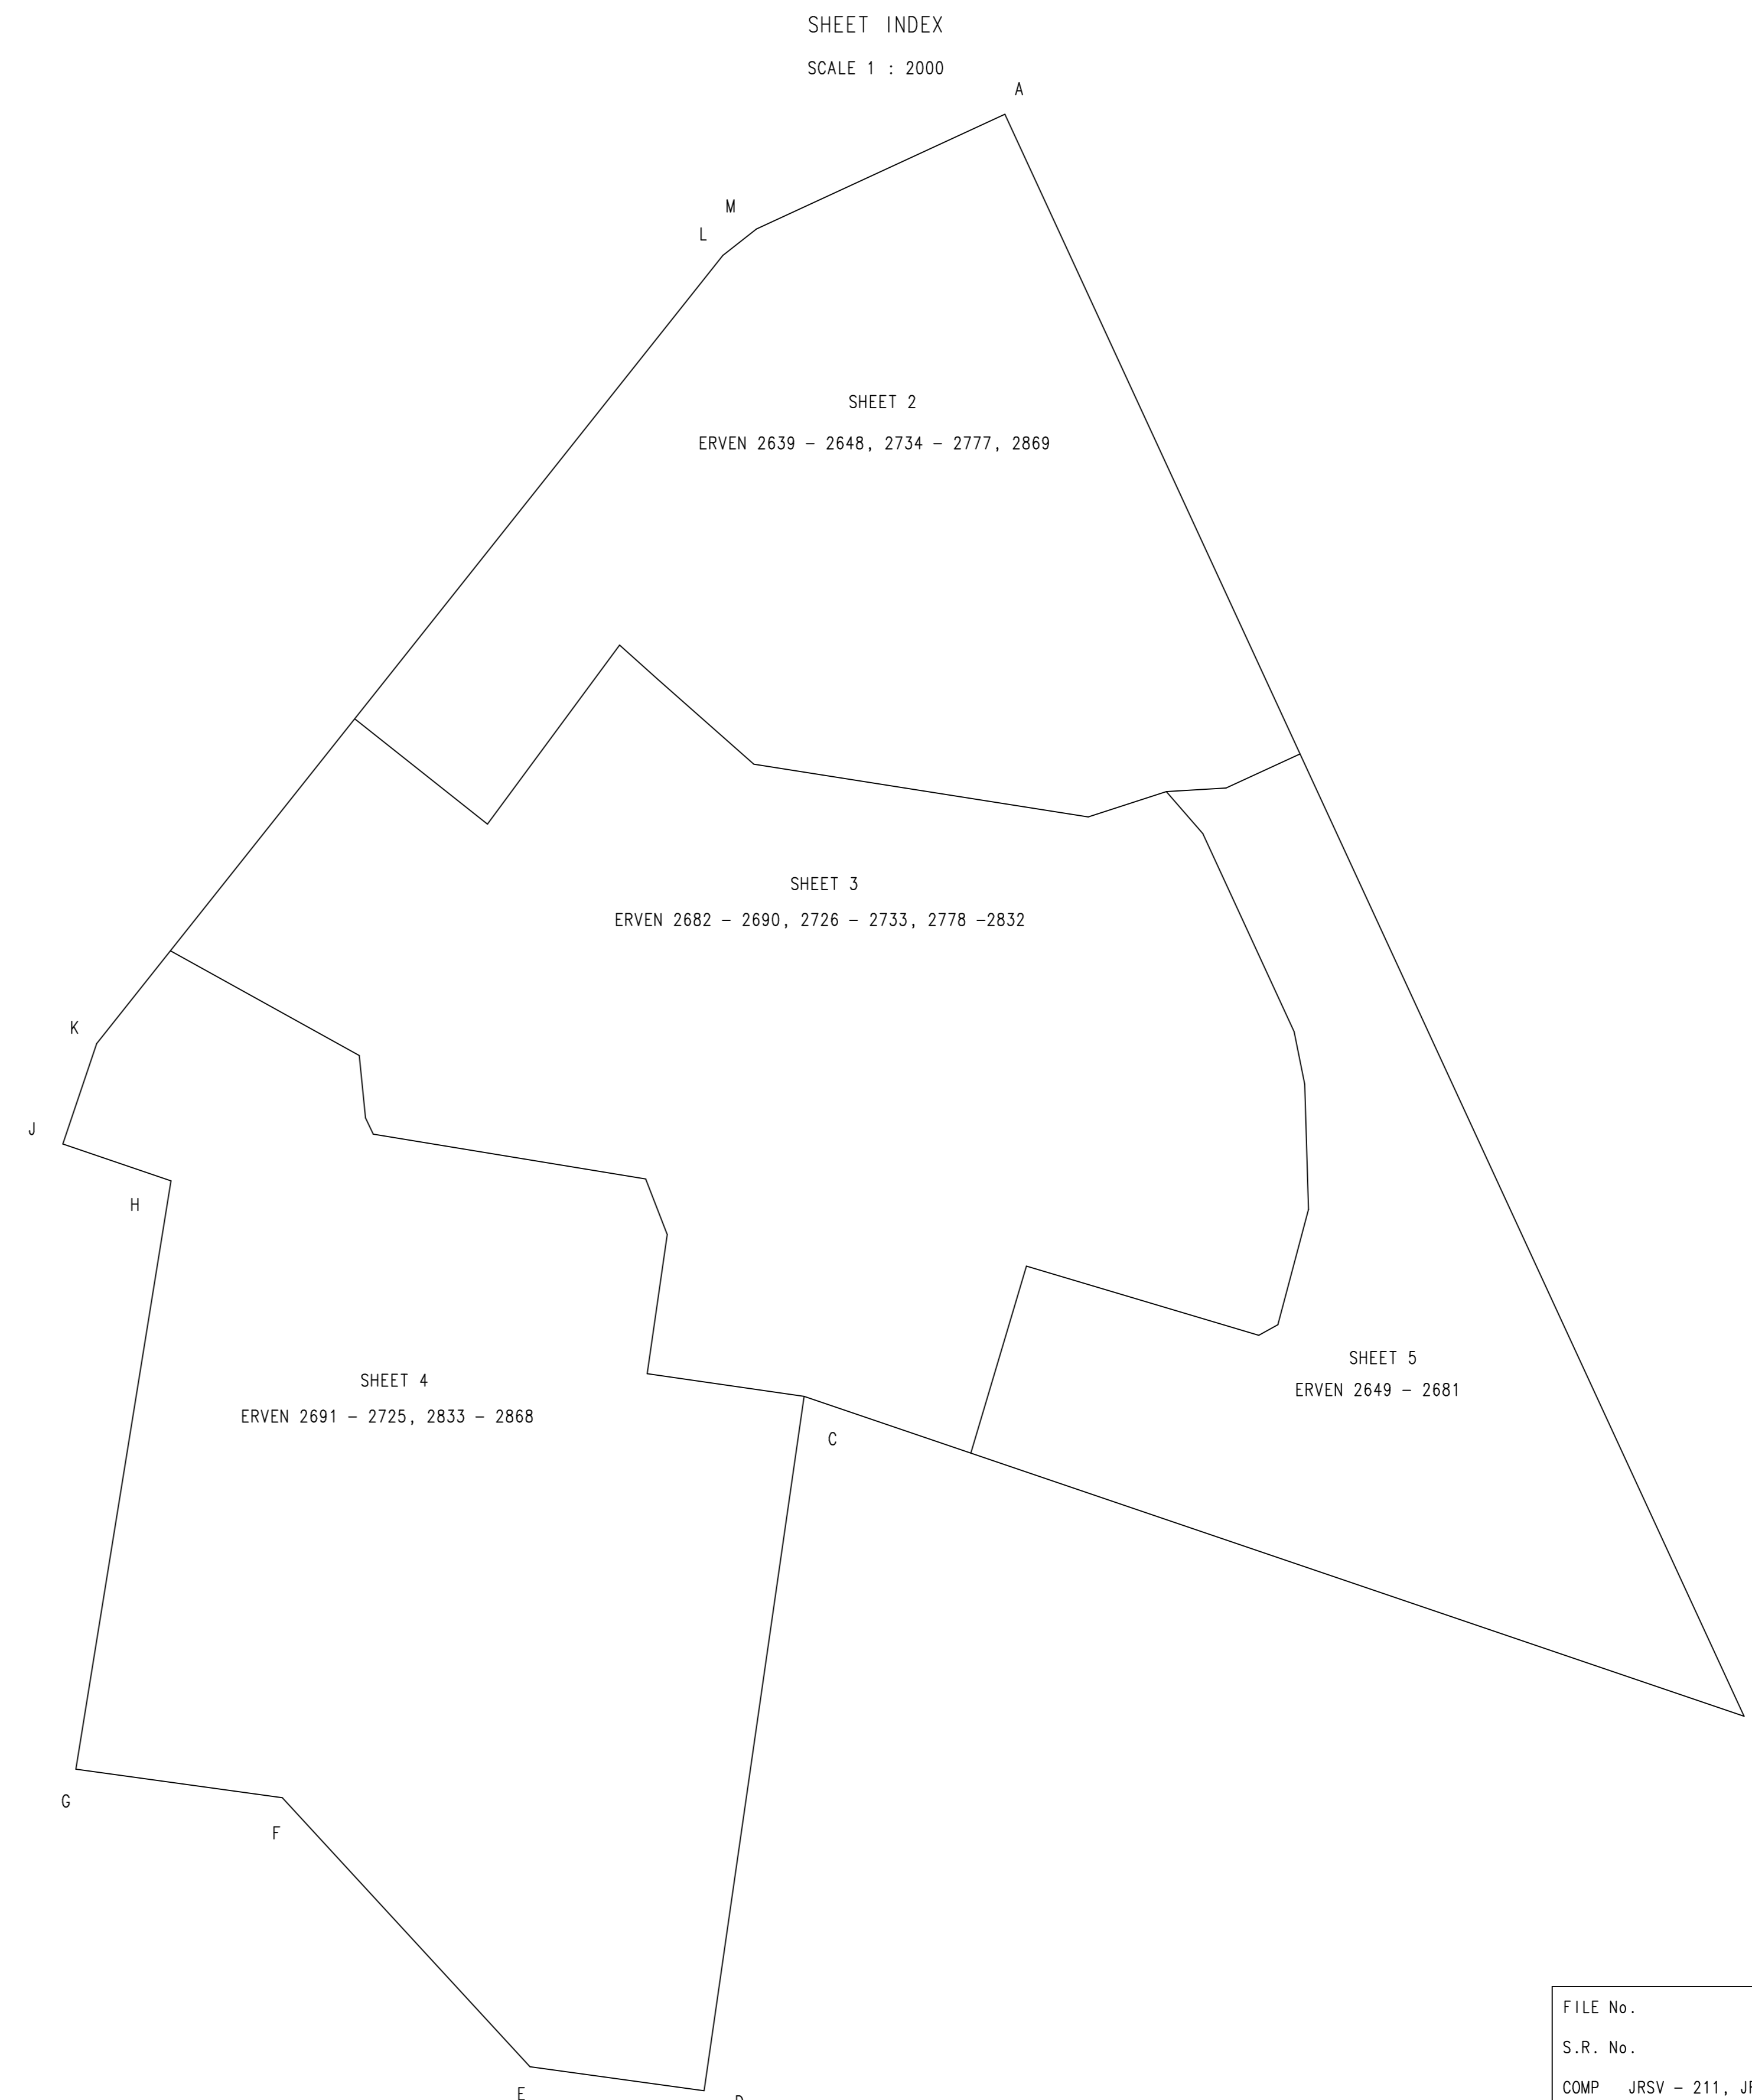 SHEET INDEX
SCALE 1 : 2000
A
M
L
SHEET 2
ERVEN 2639 – 2648, 2734 – 2777, 2869
SHEET 3
ERVEN 2682 – 2690, 2726 – 2733, 2778 -2832
K
J
H
SHEET 5
SHEET 4
ERVEN 2649 – 2681
ERVEN 2691 – 2725, 2833 – 2868
C
G
F
FILE No.
S.R. No.
COMP JRSV – 211,
E